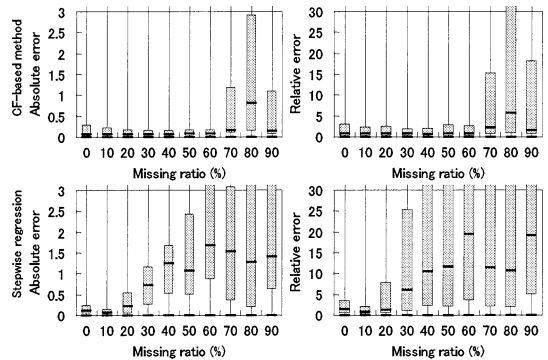 CF-based method
Absolute error
3
2.5
2
1.5
1
0.5
0
0 10 20 30 40 50 60 70 80 90
Missing ratio (%)
Relative error
30
25
20
15
10
5
0
0 10 20 30 40 50 60 70 80 90
Missing ratio (%)
Stepwise regression
Absolute error
3
2.5
2
1.5
1
0.5
0
0 10 20 30 40 50 60 70 80 90
Missing ratio (%)
Relative error
30
25
20
15
10
5
0
0 10 20 30 40 50 60 70 80 90
Missing ratio (%)